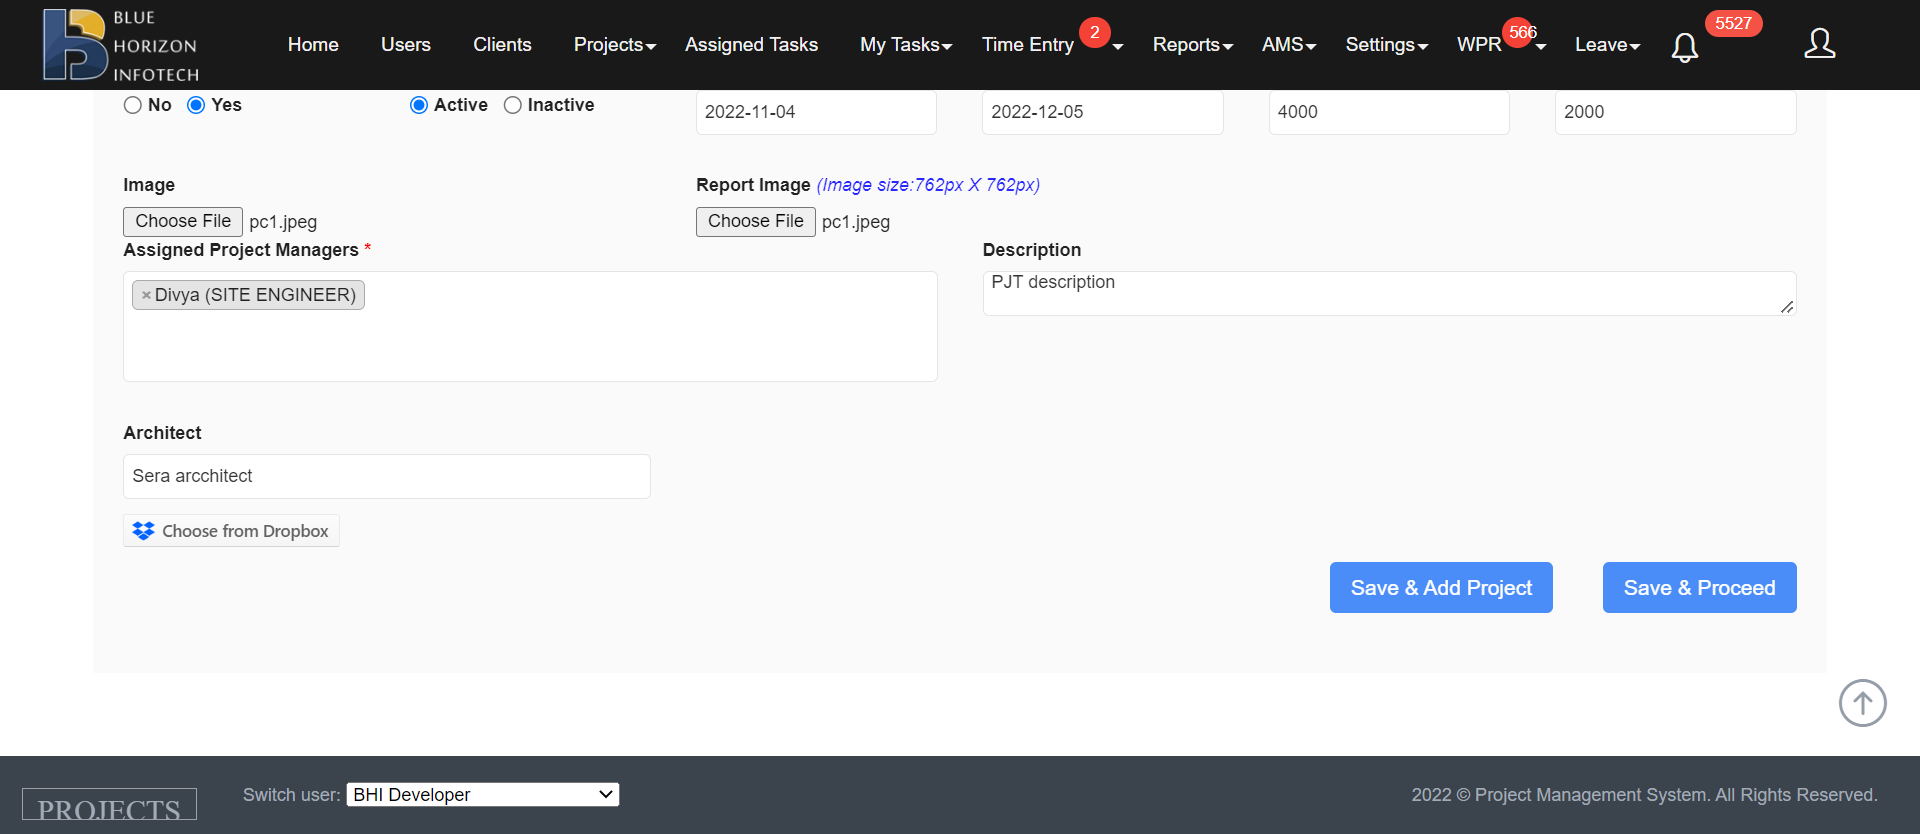 BLUE
HORIZON
INFOTECH
Home Users Clients Projects Assigned Tasks My Tasks Time Entry 2 Reports AMS Settings WPR 566 Leave 5527
No Yes Active Inactive 2022-11-04 2022-12-05 4000 2000
Image Report Image (Image size:762px X 762px)
Choose File pc1.jpeg Choose File pc1.jpeg
Assigned Project Managers * Description
×Divya (SITE ENGINEER) PJT description
Architect
Sera arcchitect
Choose from Dropbox
Save & Add Project Save & Proceed
PROJECTS Switch user: BHI Developer 2022 © Project Management System. All Rights Reserved.